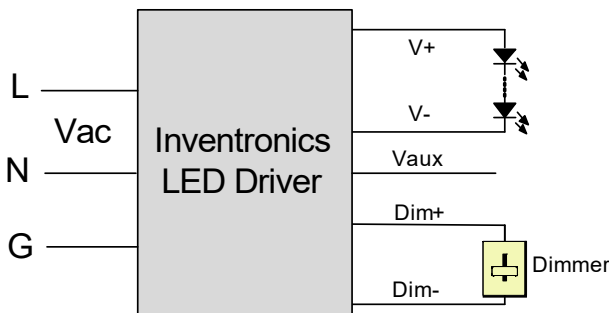 L
Vac
N
G
Inventronics
LED Driver
V+
V-
Vaux
Dim+
Dimmer
Dim-